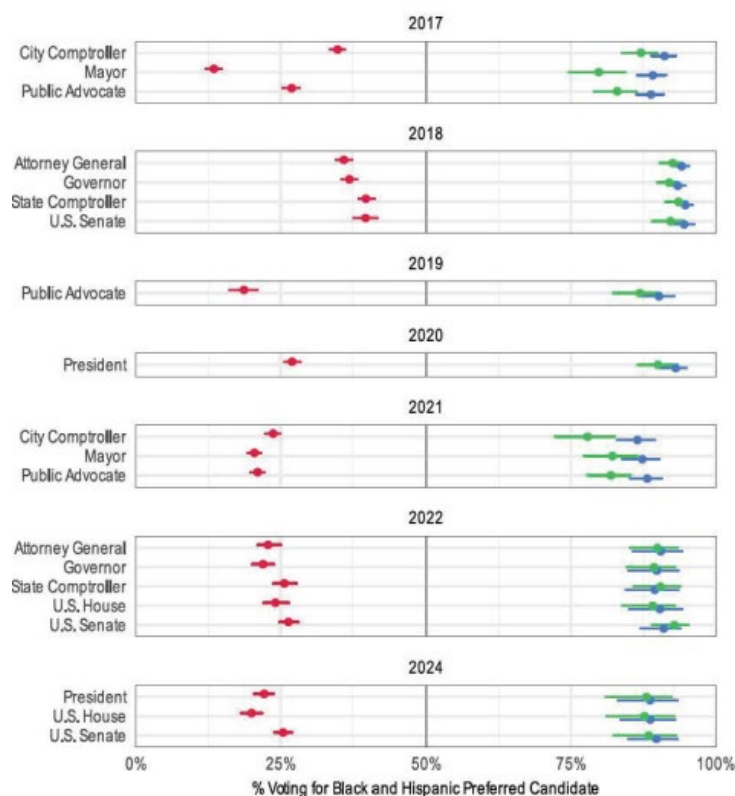 2017
City Comptroller
Mayor
Public Advocate
2018
Attorney General
Governor
State Comptroller
U.S. Senate
2019
Public Advocate
2020
President
2021
City Comptroller
Mayor
Public Advocate
2022
Attorney General
Governor
State Comptroller
U.S. House
U.S. Senate
2024
President
U.S. House
U.S. Senate
0% 25% 50% 75% 100%
% Voting for Black and Hispanic Preferred Candidate